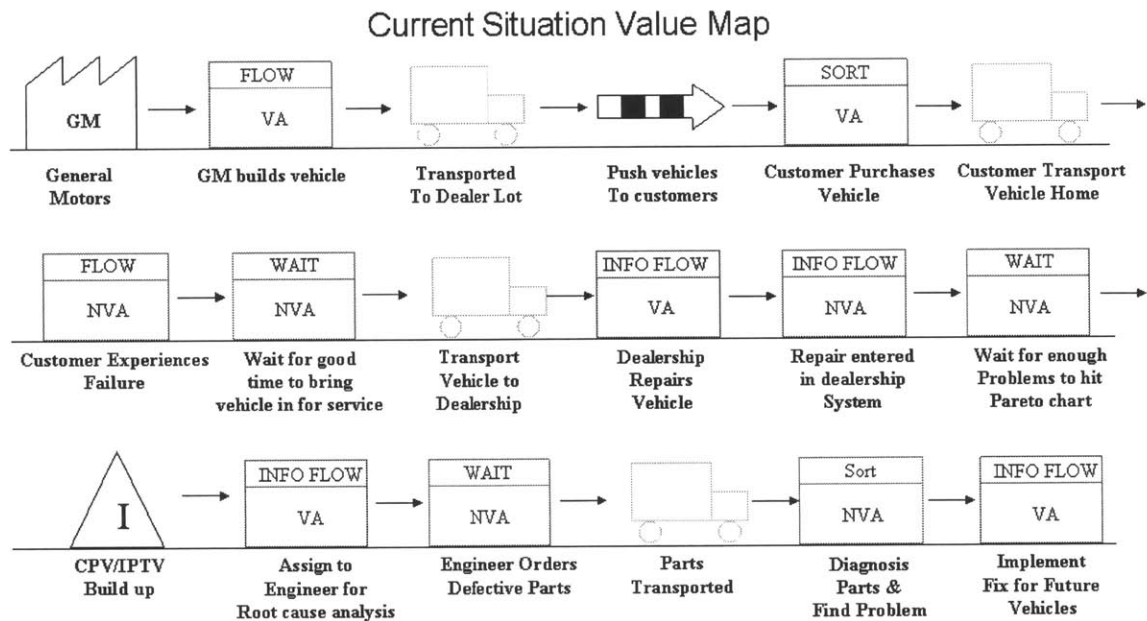 Current Situation Value Map
GM
FLOW
VA
SORT
VA
General
Motors
GM builds vehicle
Transported
To Dealer Lot
Push vehicles
To customers
Customer Purchases
Vehicle
Customer Transport
Vehicle Home
FLOW
NVA
WAIT
NVA
INFO FLOW
VA
INFO FLOW
NVA
WAIT
NVA
Customer Experiences
Failure
Wait for good
time to bring
vehicle in for service
Transport
Vehicle to
Dealership
Dealership
Repairs
Vehicle
Repair entered
in dealership
System
Wait for enough
Problems to hit
Pareto chart
I
INFO FLOW
VA
WAIT
NVA
Sort
NVA
INFO FLOW
VA
CPV/IPTV
Build up
Assign to
Engineer for
Root cause analysis
Engineer Orders
Defective Parts
Parts
Transported
Diagnosis
Parts &
Find Problem
Implement
Fix for Future
Vehicles